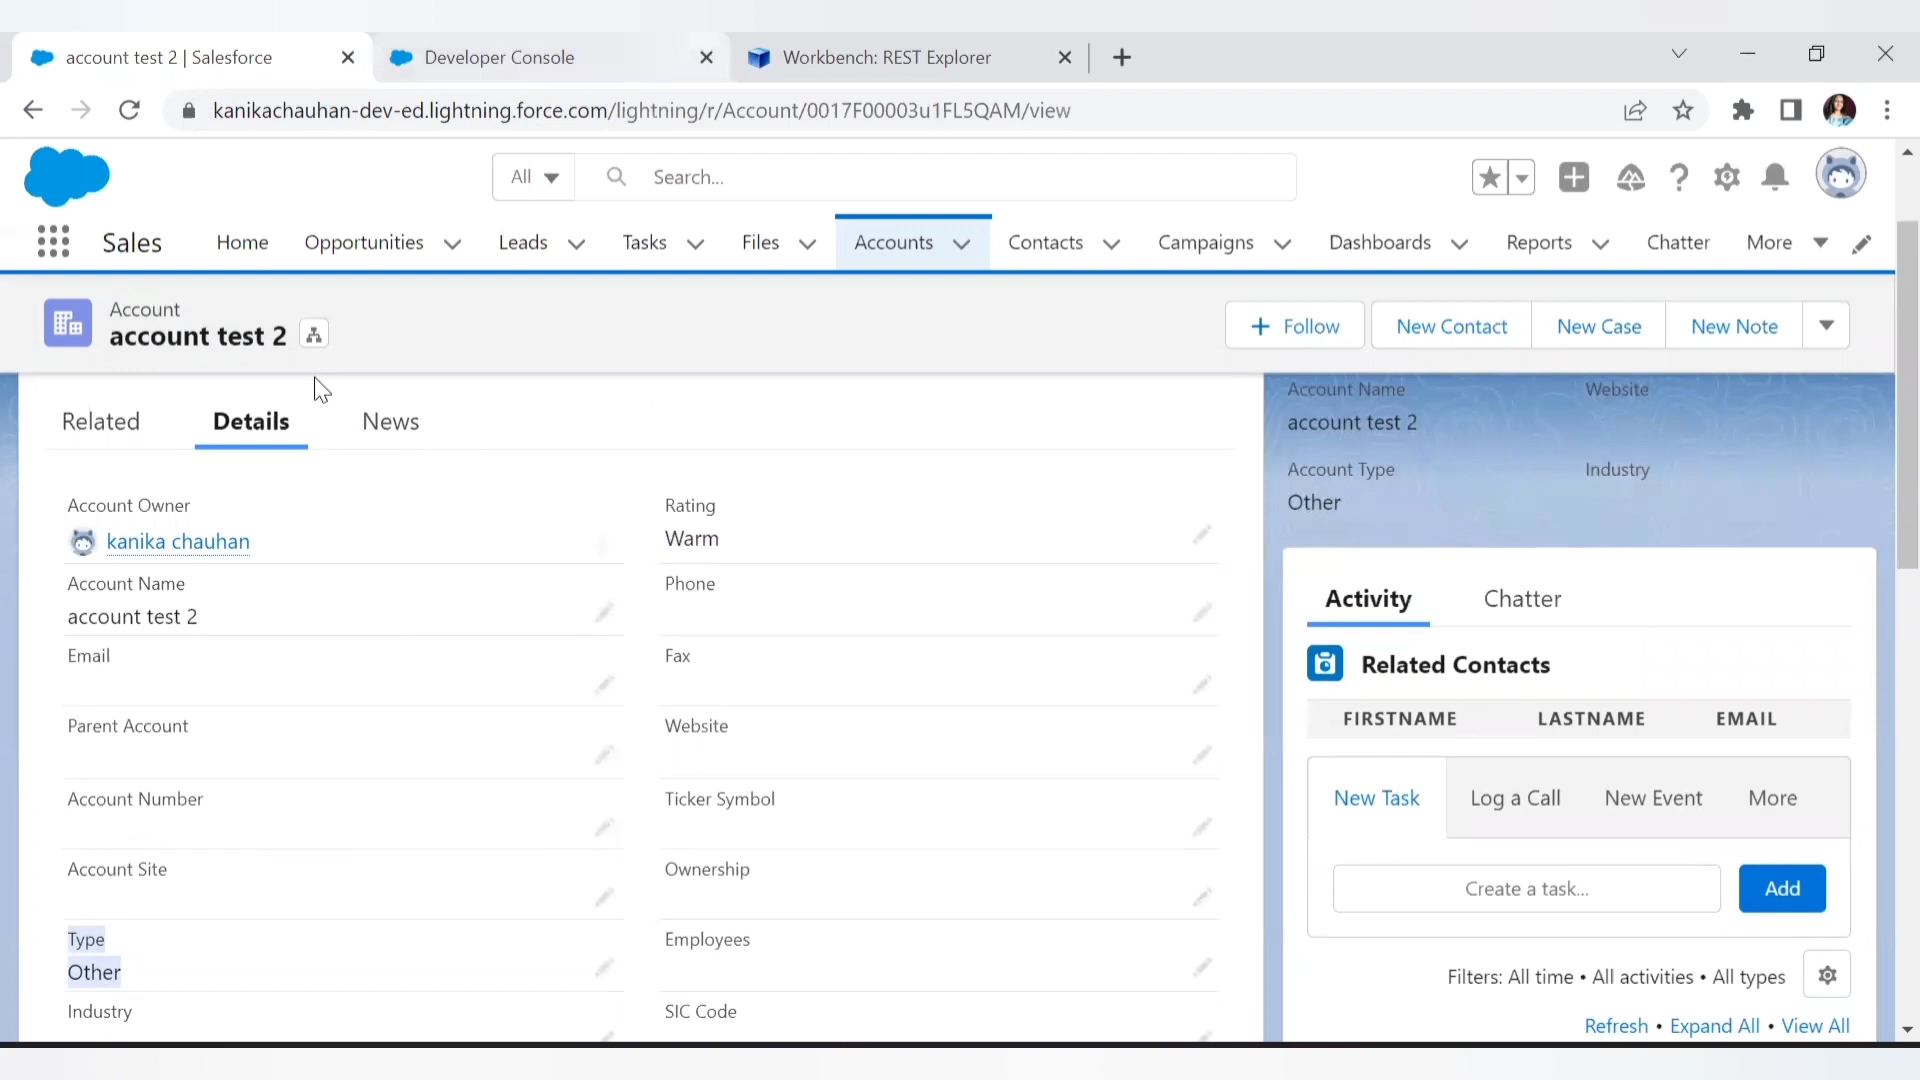 account test 2 | Salesforce
Developer Console
Workbench: REST Explorer
kanikachauhan-dev-ed.lightning.force.com/lightning/r/Account/0017F00003u1FL5QAM/view
All
Search...
Sales
Home
Opportunities
Leads
Tasks
Files
Accounts
Contacts
Campaigns
Dashboards
Reports
Chatter
More
Account
account test 2
Follow
New Contact
New Case
New Note
Related
Details
News
Account Owner
kanika chauhan
Rating
Warm
Account Name
account test 2
Phone
Email
Fax
Parent Account
Website
Account Number
Ticker Symbol
Account Site
Ownership
Type
Other
Employees
Industry
SIC Code
Account Name
account test 2
Website
Account Type
Other
Industry
Activity
Chatter
Related Contacts
FIRSTNAME
LASTNAME
EMAIL
New Task
Log a Call
New Event
More
Create a task...
Add
Filters: All time • All activities • All types
Refresh • Expand All • View All